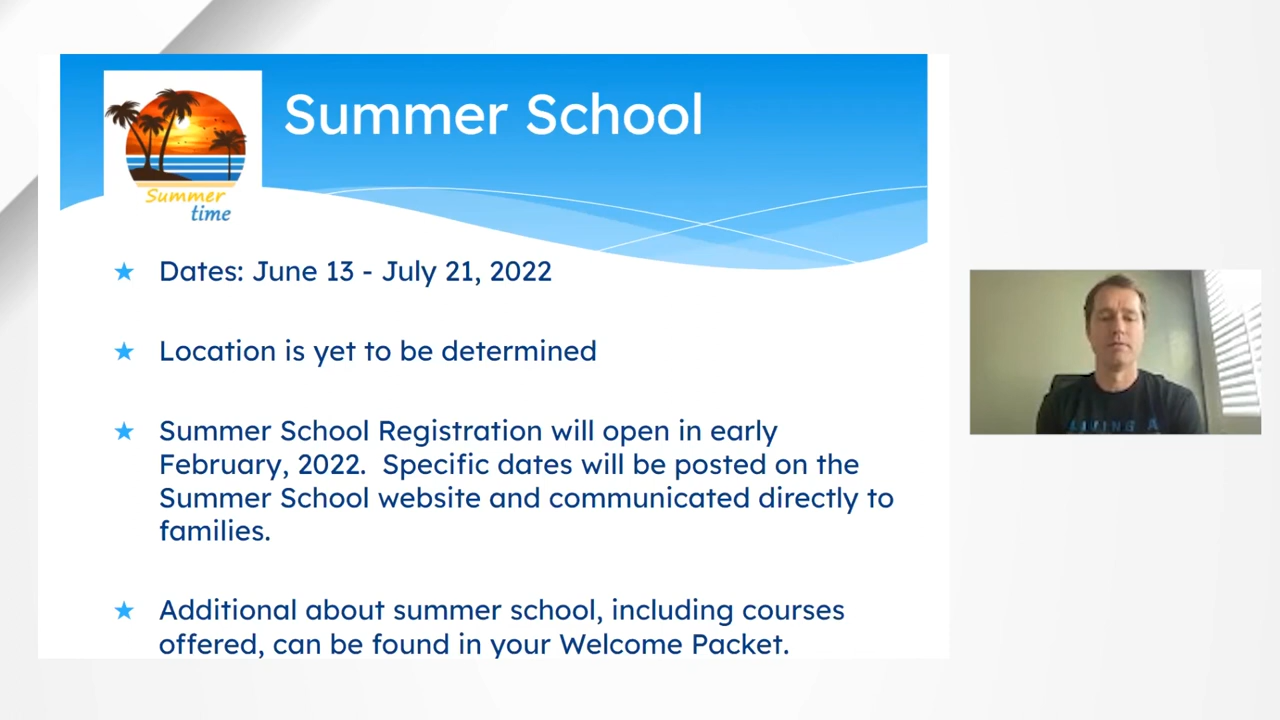 Summer School
Summer
time
Dates: June 13 - July 21, 2022
Location is yet to be determined
Summer School Registration will open in early
February, 2022.  Specific dates will be posted on the
Summer School website and communicated directly to
families.
Additional about summer school, including courses
offered, can be found in your Welcome Packet.